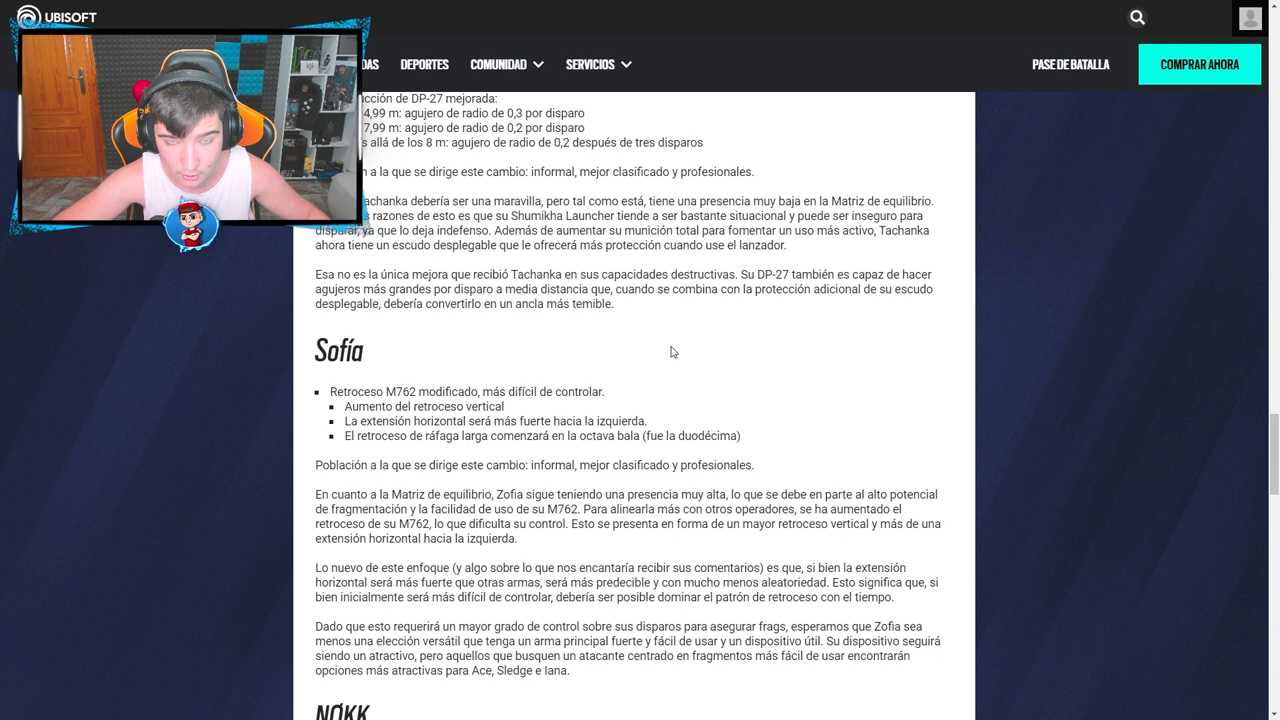 UBISOFT
DAS DEPORTES COMUNIDAD SERVICIOS PASE DE BATALLA COMPRAR AHORA
cción de DP-27 mejorada:
4,99 m: agujero de radio de 0,3 por disparo
7,99 m: agujero de radio de 0,2 por disparo
allá de los 8 m: agujero de radio de 0,2 después de tres disparos
a la que se dirige este cambio: informal, mejor clasificado y profesionales.
achanka debería ser una maravilla, pero tal como está, tiene una presencia muy baja en la Matriz de equilibrio.
razones de esto es que su Shumikha Launcher tiende a ser bastante situacional y puede ser inseguro para
disparar, ya que lo deja indefenso. Además de aumentar su munición total para fomentar un uso más activo, Tachanka
ahora tiene un escudo desplegable que le ofrecerá más protección cuando use el lanzador.
Esa no es la única mejora que recibió Tachanka en sus capacidades destructivas. Su DP-27 también es capaz de hacer
agujeros más grandes por disparo a media distancia que, cuando se combina con la protección adicional de su escudo
desplegable, debería convertirlo en un ancla más temible.
Sofía
Retroceso M762 modificado, más difícil de controlar.
Aumento del retroceso vertical
La extensión horizontal será más fuerte hacia la izquierda.
El retroceso de ráfaga larga comenzará en la octava bala (fue la duodécima)
Población a la que se dirige este cambio: informal, mejor clasificado y profesionales.
En cuanto a la Matriz de equilibrio, Zofia sigue teniendo una presencia muy alta, lo que se debe en parte al alto potencial
de fragmentación y la facilidad de uso de su M762. Para alinearla más con otros operadores, se ha aumentado el
retroceso de su M762, lo que dificulta su control. Esto se presenta en forma de un mayor retroceso vertical y más de una
extensión horizontal hacia la izquierda.
Lo nuevo de este enfoque (y algo sobre lo que nos encantaría recibir sus comentarios) es que, si bien la extensión
horizontal será más fuerte que otras armas, será más predecible y con mucho menos aleatoriedad. Esto significa que, si
bien inicialmente será más difícil de controlar, debería ser posible dominar el patrón de retroceso con el tiempo.
Dado que esto requerirá un mayor grado de control sobre sus disparos para asegurar frags, esperamos que Zofia sea
menos una elección versátil que tenga un arma principal fuerte y fácil de usar y un dispositivo útil. Su dispositivo seguirá
siendo un atractivo, pero aquellos que busquen un atacante centrado en fragmentos más fácil de usar encontrarán
opciones más atractivas para Ace, Sledge e Iana.
NØKK